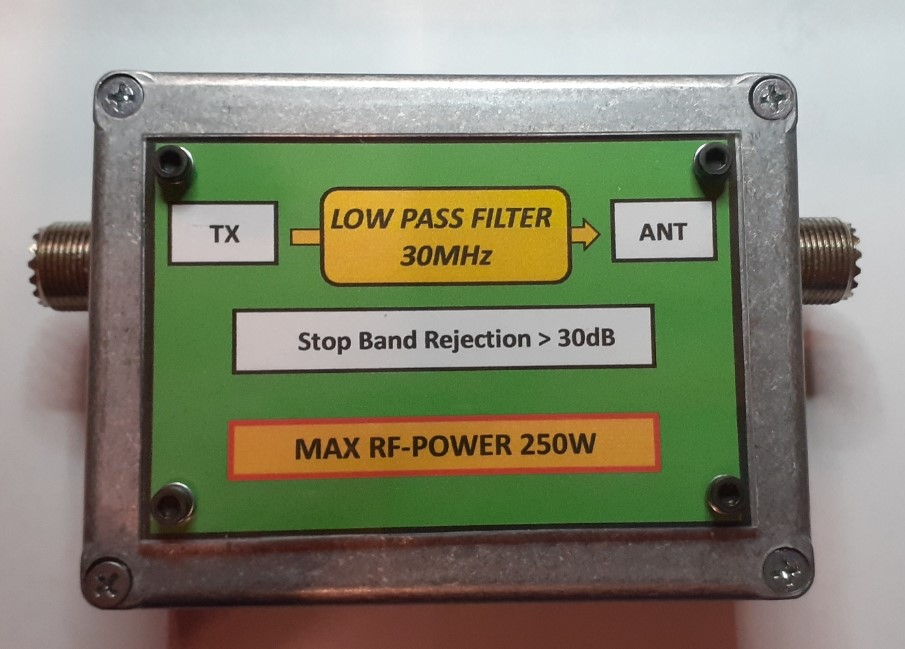 TX
LOW PASS FILTER
30MHz
ANT
Stop Band Rejection > 30dB
MAX RF-POWER 250W